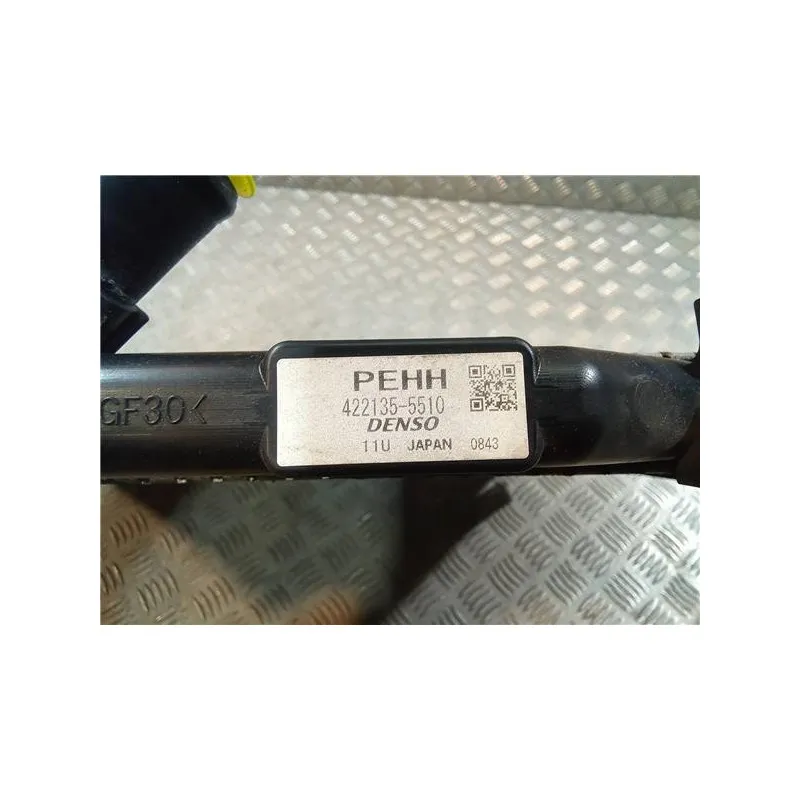 PEHH
422135-5510
DENSO
11U JAPAN 0843
GF30<